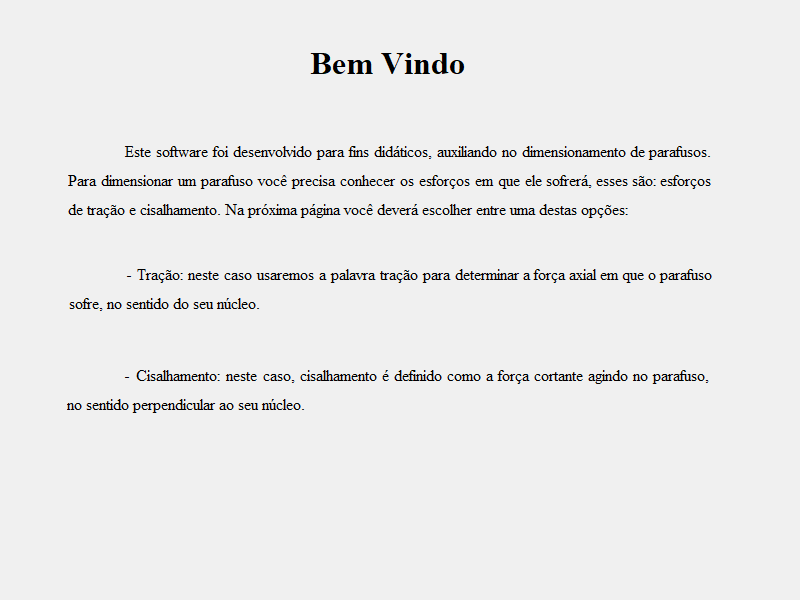 Bem Vindo
Este software foi desenvolvido para fins didáticos, auxiliando no dimensionamento de parafusos.
Para dimensionar um parafuso você precisa conhecer os esforços em que ele sofrerá, esses são: esforços
de tração e cisalhamento. Na próxima página você deverá escolher entre uma destas opções:
- Tração: neste caso usaremos a palavra tração para determinar a força axial em que o parafuso
sofre, no sentido do seu núcleo.
- Cisalhamento: neste caso, cisalhamento é definido como a força cortante agindo no parafuso,
no sentido perpendicular ao seu núcleo.